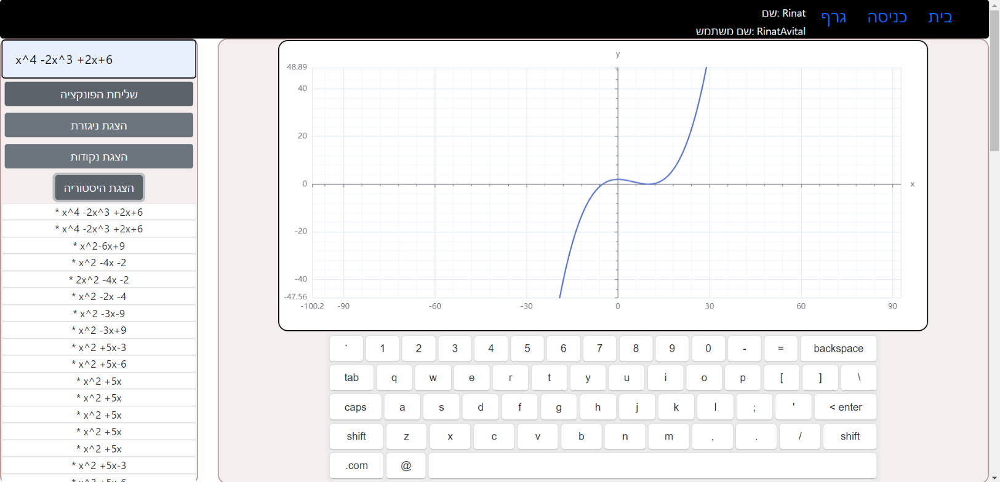 בית כניסה גרף
שם: Rinat
שם משתמש: RinatAvital
x^4 -2x^3 +2x+6
שליחת הפונקציה
הצגת ניגזרת
הצגת נקודות
הצגת היסטוריה
* x^4 -2x^3 +2x+6
* x^4 -2x^3 +2x+6
* x^2-6x+9
* x^2 -4x -2
* 2x^2 -4x -2
* x^2 -2x -4
* x^2 -3x-9
* x^2 -3x+9
* x^2 +5x-3
* x^2 +5x-6
* x^2 +5x
* x^2 +5x
* x^2 +5x
* x^2 +5x
* x^2 +5x
* x^2 +5x-3
* x^2 +5x-6
y
48.89
40
20
0
-20
-40
-47.56
x
-100.2 -90 -60 -30 0 30 60 90
` 1 2 3 4 5 6 7 8 9 0 - = backspace
tab q w e r t y u i o p [ ] \
caps a s d f g h j k l ; ' < enter
shift z x c v b n m , . / shift
.com @